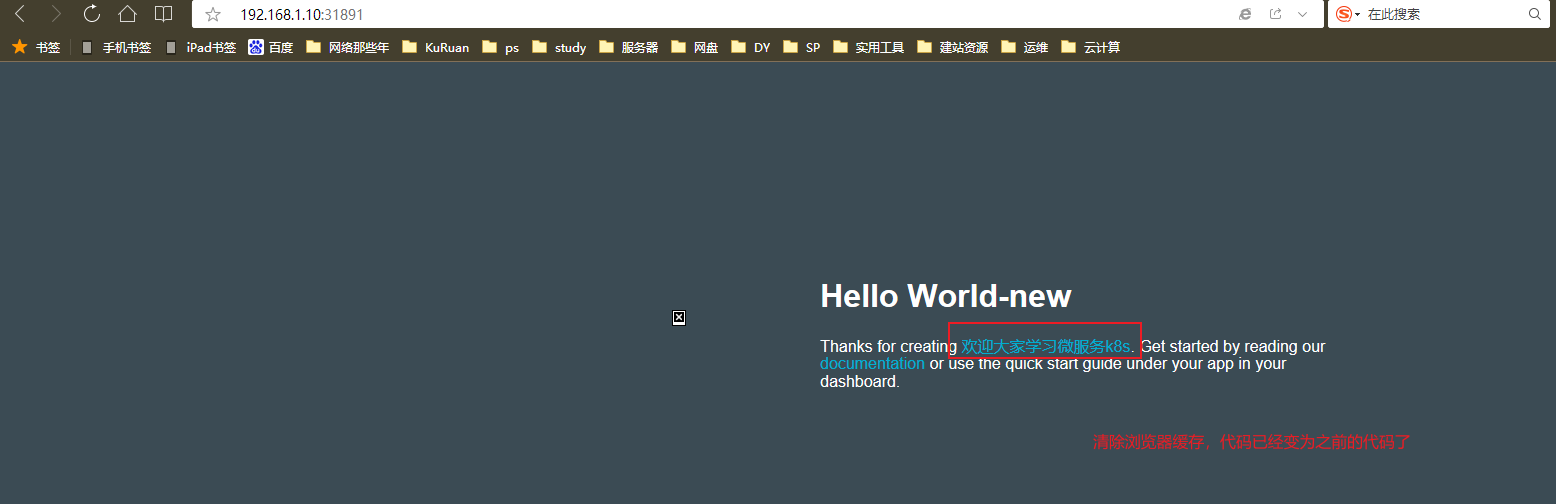 192.168.1.10:31891
在此搜索
书签 手机书签 iPad书签 百度 网络那些年 KuRuan ps study 服务器 网盘 DY SP 实用工具 建站资源 运维 云计算
Hello World-new
Thanks for creating 欢迎大家学习微服务k8s. Get started by reading our
documentation or use the quick start guide under your app in your
dashboard.
清除浏览器缓存，代码已经变为之前的代码了